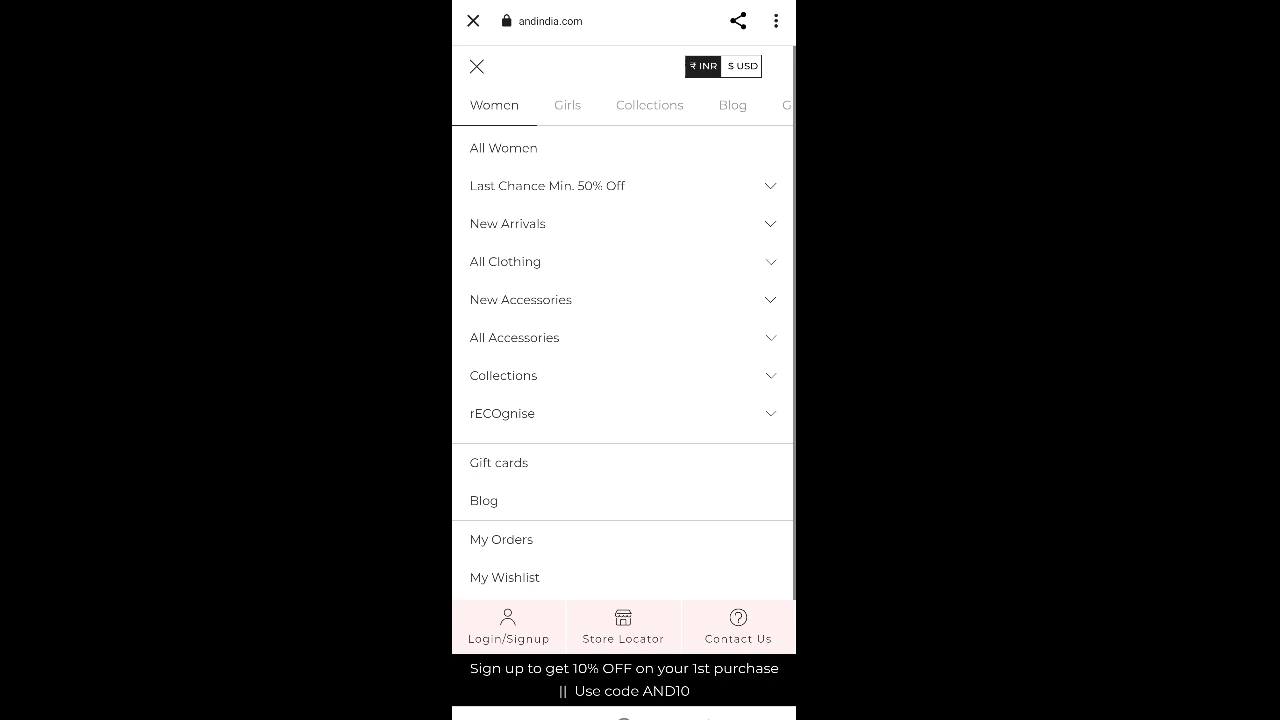 andindia.com
₹ INR $ USD
Women Girls Collections Blog G
All Women
Last Chance Min. 50% Off
New Arrivals
All Clothing
New Accessories
All Accessories
Collections
rECOgnise
Gift cards
Blog
My Orders
My Wishlist
Login/Signup Store Locator Contact Us
Sign up to get 10% OFF on your 1st purchase
|| Use code AND10